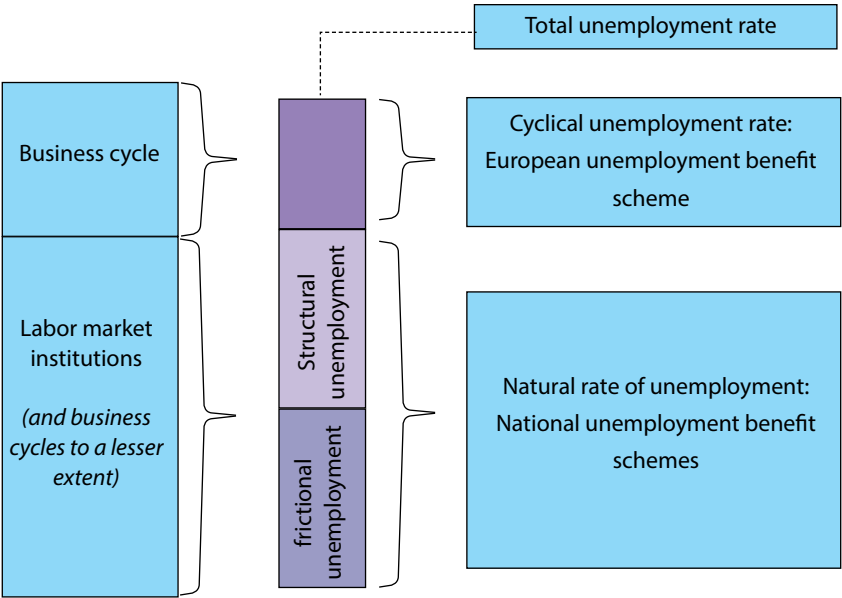 Total unemployment rate
Business cycle
Cyclical unemployment rate:
European unemployment benefit
scheme
Labor market
institutions
(and business
cycles to a lesser
extent)
Structural
unemployment
frictional
unemployment
Natural rate of unemployment:
National unemployment benefit
schemes